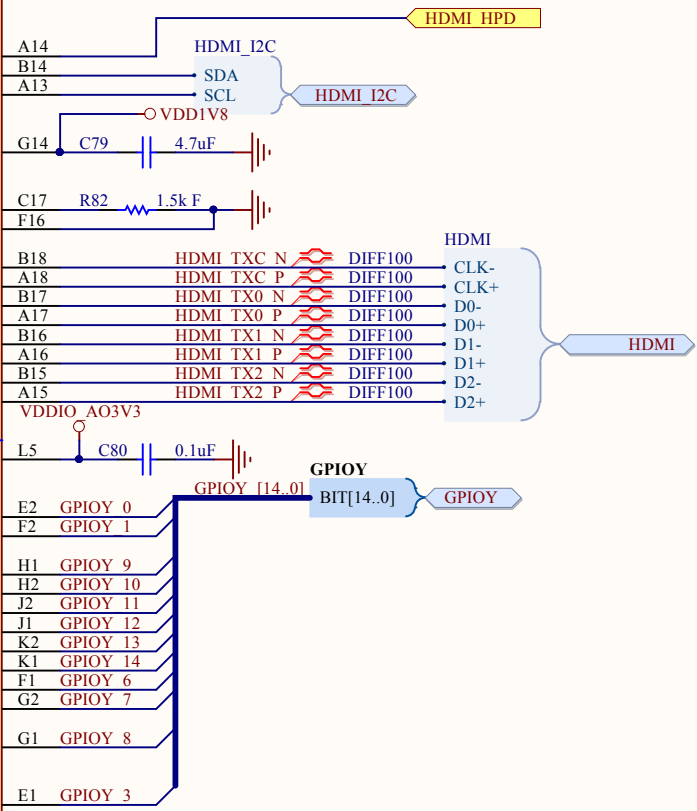 HDMI_HPD
A14
HDMI_I2C
B14
SDA
A13
SCL
HDMI_I2C
VDD1V8
G14 C79 4.7uF
C17 R82 1.5k F
F16
HDMI
B18 HDMI_TXC_N DIFF100 CLK-
A18 HDMI_TXC_P DIFF100 CLK+
B17 HDMI_TX0_N DIFF100 D0-
A17 HDMI_TX0_P DIFF100 D0+
B16 HDMI_TX1_N DIFF100 D1-
HDMI
A16 HDMI_TX1_P DIFF100 D1+
B15 HDMI_TX2_N DIFF100 D2-
A15 HDMI_TX2_P DIFF100 D2+
VDDIO_AO3V3
L5 C80 0.1uF
GPIOY
GPIOY_[14..0] BIT[14..0] GPIOY
E2 GPIOY_0
F2 GPIOY_1
H1 GPIOY_9
H2 GPIOY_10
J2 GPIOY_11
J1 GPIOY_12
K2 GPIOY_13
K1 GPIOY_14
F1 GPIOY_6
G2 GPIOY_7
G1 GPIOY_8
E1 GPIOY_3